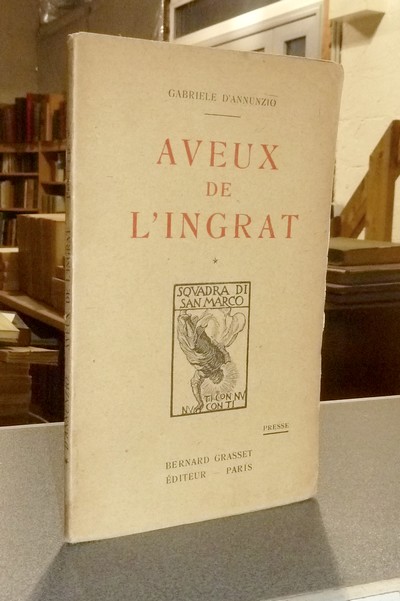 GABRIELE D'ANNUNZIO
AVEUX
DE
L'INGRAT
*
SQVADRA DI
SAN MARCO
TI CON NV
NV CON TI
PRESSE
BERNARD GRASSET
ÉDITEUR - PARIS